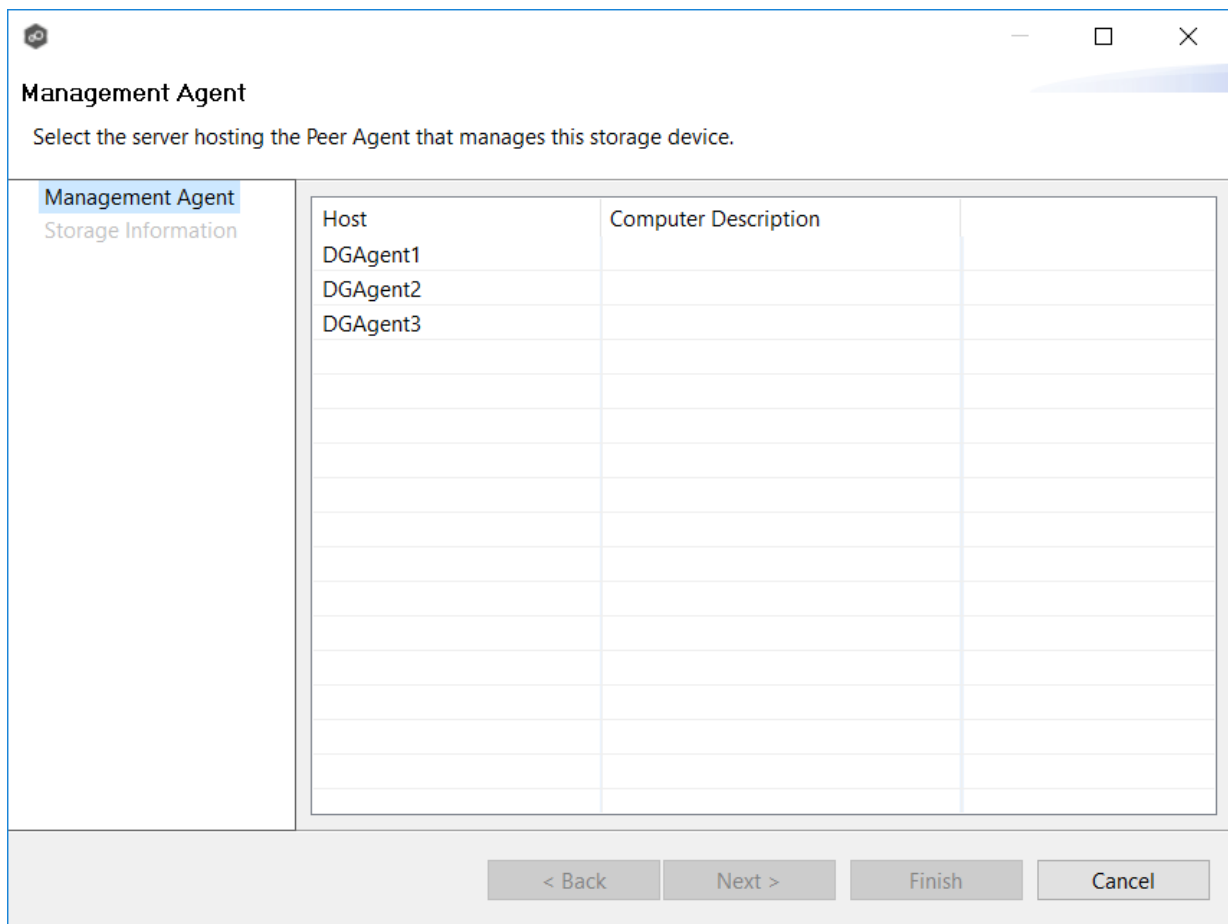 Management Agent
Select the server hosting the Peer Agent that manages this storage device.
Management Agent
Storage Information
Host Computer Description
DGAgent1
DGAgent2
DGAgent3
< Back Next > Finish Cancel